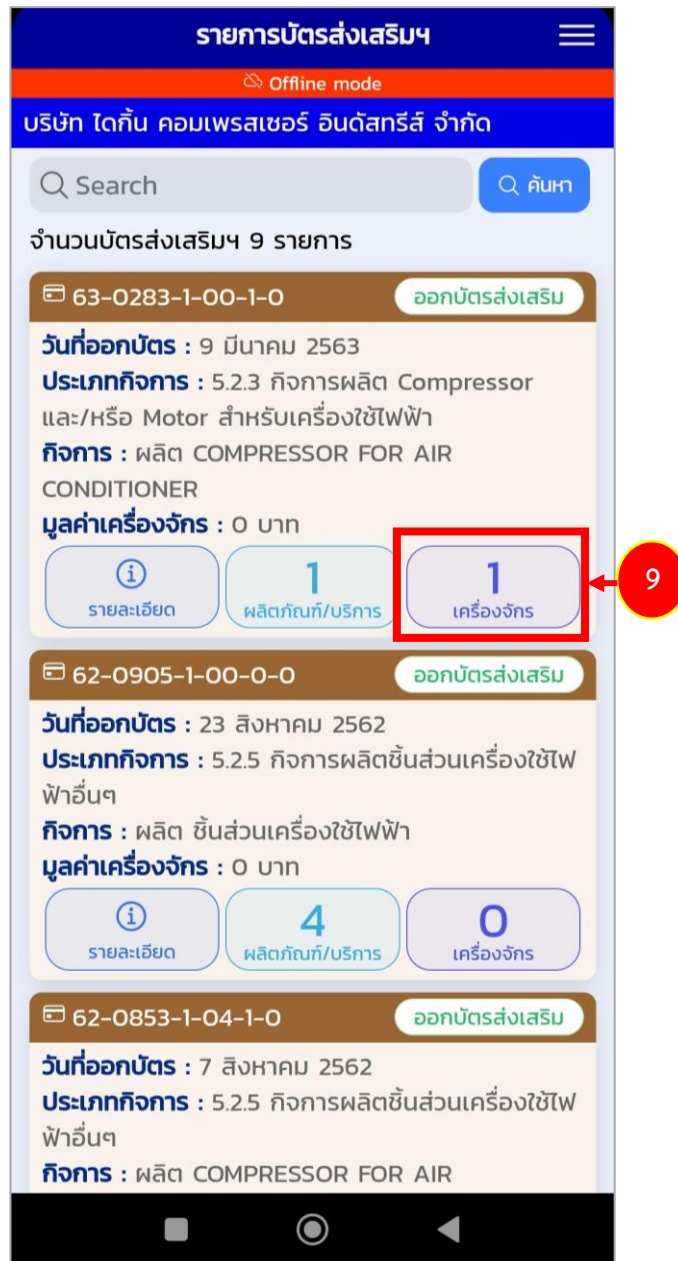 รายการบัตรส่งเสริมฯ
Offline mode
บริษัท ไดกิ้น คอมเพรสเซอร์ อินดัสทรีส์ จำกัด
Search
ค้นหา
จำนวนบัตรส่งเสริมฯ 9 รายการ
63-0283-1-00-1-0 ออกบัตรส่งเสริม
วันที่ออกบัตร : 9 มีนาคม 2563
ประเภทกิจการ : 5.2.3 กิจการผลิต Compressor
และ/หรือ Motor สำหรับเครื่องใช้ไฟฟ้า
กิจการ : ผลิต COMPRESSOR FOR AIR
CONDITIONER
มูลค่าเครื่องจักร : 0 บาท
1 1
รายละเอียด ผลิตภัณฑ์/บริการ เครื่องจักร
9
62-0905-1-00-0-0 ออกบัตรส่งเสริม
วันที่ออกบัตร : 23 สิงหาคม 2562
ประเภทกิจการ : 5.2.5 กิจการผลิตชิ้นส่วนเครื่องใช้ไฟ
ฟ้าอื่นๆ
กิจการ : ผลิต ชิ้นส่วนเครื่องใช้ไฟฟ้า
มูลค่าเครื่องจักร : 0 บาท
4 0
รายละเอียด ผลิตภัณฑ์/บริการ เครื่องจักร
62-0853-1-04-1-0 ออกบัตรส่งเสริม
วันที่ออกบัตร : 7 สิงหาคม 2562
ประเภทกิจการ : 5.2.5 กิจการผลิตชิ้นส่วนเครื่องใช้ไฟ
ฟ้าอื่นๆ
กิจการ : ผลิต COMPRESSOR FOR AIR